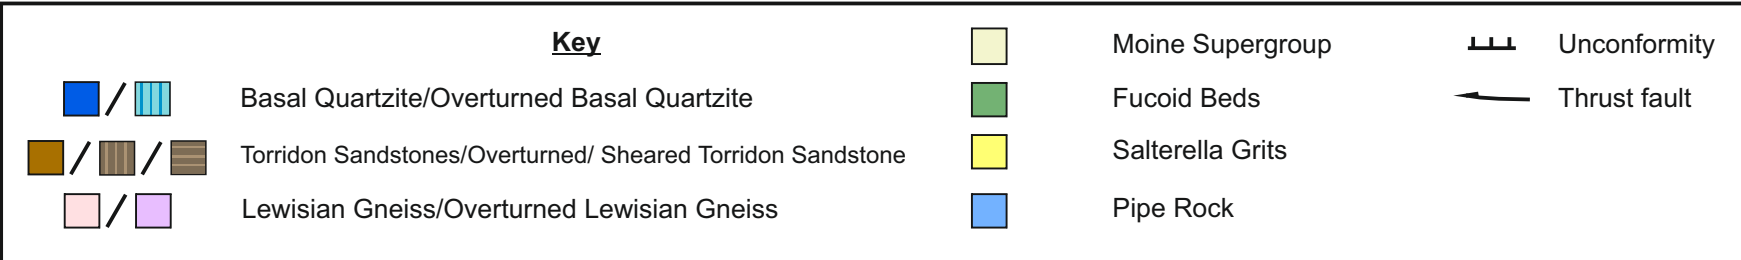 Key
Basal Quartzite/Overturned Basal Quartzite
Torridon Sandstones/Overturned/ Sheared Torridon Sandstone
Lewisian Gneiss/Overturned Lewisian Gneiss
Moine Supergroup
Fucoid Beds
Salterella Grits
Pipe Rock
Unconformity
Thrust fault